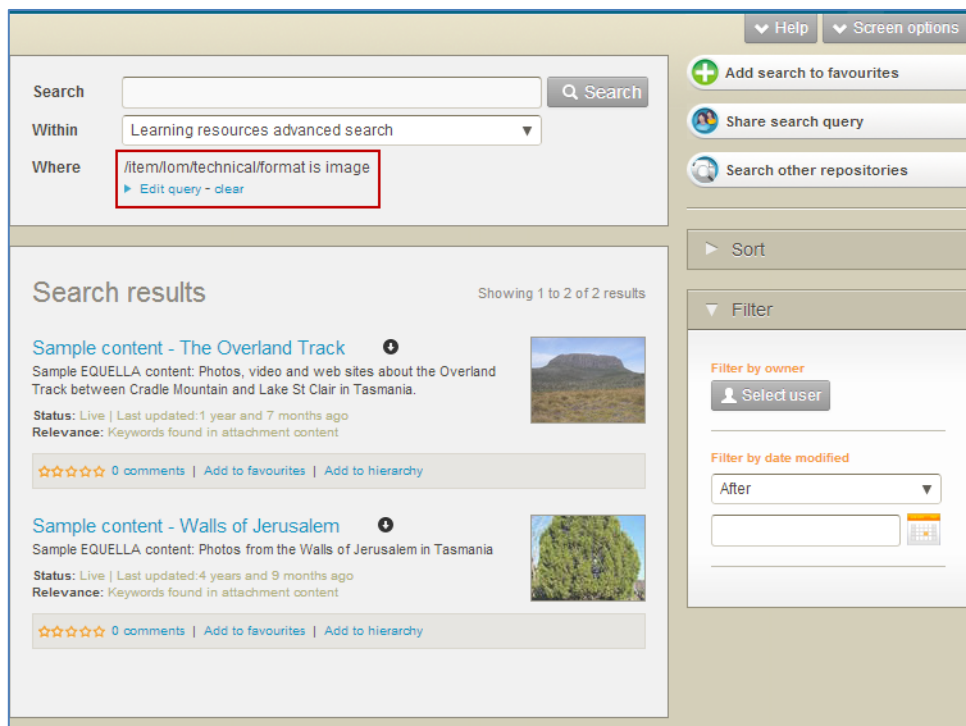 Help
Screen options
Search
Search
Within
Learning resources advanced search
Where
/item/lom/technical/format is image
Edit query - clear
Add search to favourites
Share search query
Search other repositories
Sort
Filter
Filter by owner
Select user
Filter by date modified
After
Search results
Showing 1 to 2 of 2 results
Sample content - The Overland Track
Sample EQUELLA content: Photos, video and web sites about the Overland
Track between Cradle Mountain and Lake St Clair in Tasmania.
Status: Live | Last updated:1 year and 7 months ago
Relevance: Keywords found in attachment content
0 comments | Add to favourites | Add to hierarchy
Sample content - Walls of Jerusalem
Sample EQUELLA content: Photos from the Walls of Jerusalem in Tasmania
Status: Live | Last updated:4 years and 9 months ago
Relevance: Keywords found in attachment content
0 comments | Add to favourites | Add to hierarchy